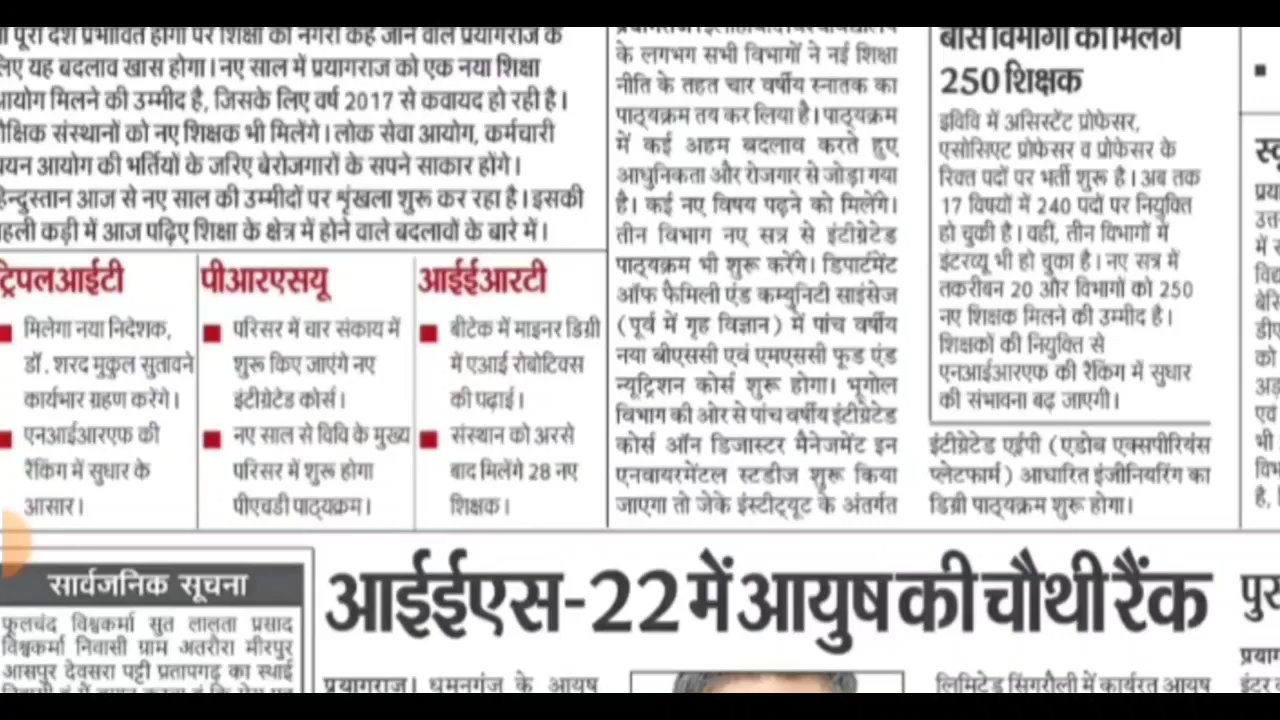 पूरा देश प्रभावित होगा पर शिक्षा की नगरी कहे जाने वाले प्रयागराज के
लिए यह बदलाव खास होगा। नए साल में प्रयागराज को एक नया शिक्षा
आयोग मिलने की उम्मीद है, जिसके लिए वर्ष 2017 से कवायद हो रही है।
शैक्षिक संस्थानों को नए शिक्षक भी मिलेंगे। लोक सेवा आयोग, कर्मचारी
चयन आयोग की भर्तियों के जरिए बेरोजगारों के सपने साकार होंगे।
हिन्दुस्तान आज से नए साल की उम्मीदों पर शृंखला शुरू कर रहा है। इसकी
पहली कड़ी में आज पढ़िए शिक्षा के क्षेत्र में होने वाले बदलावों के बारे में।
ट्रिपलआईटी
मिलेगा नया निदेशक,
डॉ. शरद मुकुल सुतावने
कार्यभार ग्रहण करेंगे।
एनआईआरएफ की
रैंकिंग में सुधार के
आसार।
पीआरएसयू
परिसर में चार संकाय में
शुरू किए जाएंगे नए
इंटीग्रेटेड कोर्स।
नए साल से विवि के मुख्य
परिसर में शुरू होगा
पीएचडी पाठ्यक्रम।
आईईआरटी
बीटेक में माइनर डिग्री
में एआई रोबोटिक्स
की पढ़ाई।
संस्थान को अरसे
बाद मिलेंगे 28 नए
शिक्षक।
के लगभग सभी विभागों ने नई शिक्षा
नीति के तहत चार वर्षीय स्नातक का
पाठ्यक्रम तय कर लिया है। पाठ्यक्रम
में कई अहम बदलाव करते हुए
आधुनिकता और रोजगार से जोड़ा गया
है। कई नए विषय पढ़ने को मिलेंगे।
तीन विभाग नए सत्र से इंटीग्रेटेड
पाठ्यक्रम भी शुरू करेंगे। डिपार्टमेंट
ऑफ फैमिली एंड कम्युनिटी साइंसेज
(पूर्व में गृह विज्ञान) में पांच वर्षीय
नया बीएससी एवं एमएससी फूड एंड
न्यूट्रिशन कोर्स शुरू होगा। भूगोल
विभाग की ओर से पांच वर्षीय इंटीग्रेटेड
कोर्स ऑन डिजास्टर मैनेजमेंट इन
एनवायरमेंटल स्टडीज शुरू किया
जाएगा तो जेके इंस्टीट्यूट के अंतर्गत
बीस विभागों को मिलेंगे
250 शिक्षक
इविवि में असिस्टेंट प्रोफेसर,
एसोसिएट प्रोफेसर व प्रोफेसर के
रिक्त पदों पर भर्ती शुरू है। अब तक
17 विषयों में 240 पदों पर नियुक्ति
हो चुकी है। वहीं, तीन विभागों में
इंटरव्यू भी हो चुका है। नए सत्र में
तकरीबन 20 और विभागों को 250
नए शिक्षक मिलने की उम्मीद है।
शिक्षकों की नियुक्ति से
एनआईआरएफ की रैंकिंग में सुधार
की संभावना बढ़ जाएगी।
इंटीग्रेटेड एईपी (एडोब एक्सपीरियंस
प्लेटफार्म) आधारित इंजीनियरिंग का
डिग्री पाठ्यक्रम शुरू होगा।
सार्वजनिक सूचना
फूलचंद विश्वकर्मा सुत लालता प्रसाद
विश्वकर्मा निवासी ग्राम अतरौरा मीरपुर
आसपुर देवसरा पट्टी प्रतापगढ़ का स्थाई
आईईएस-22 में आयुष की चौथी रैंक
प्रयागराज। धूमनगंज के आयुष
लिमिटेड सिंगरौली में कार्यरत आयुष